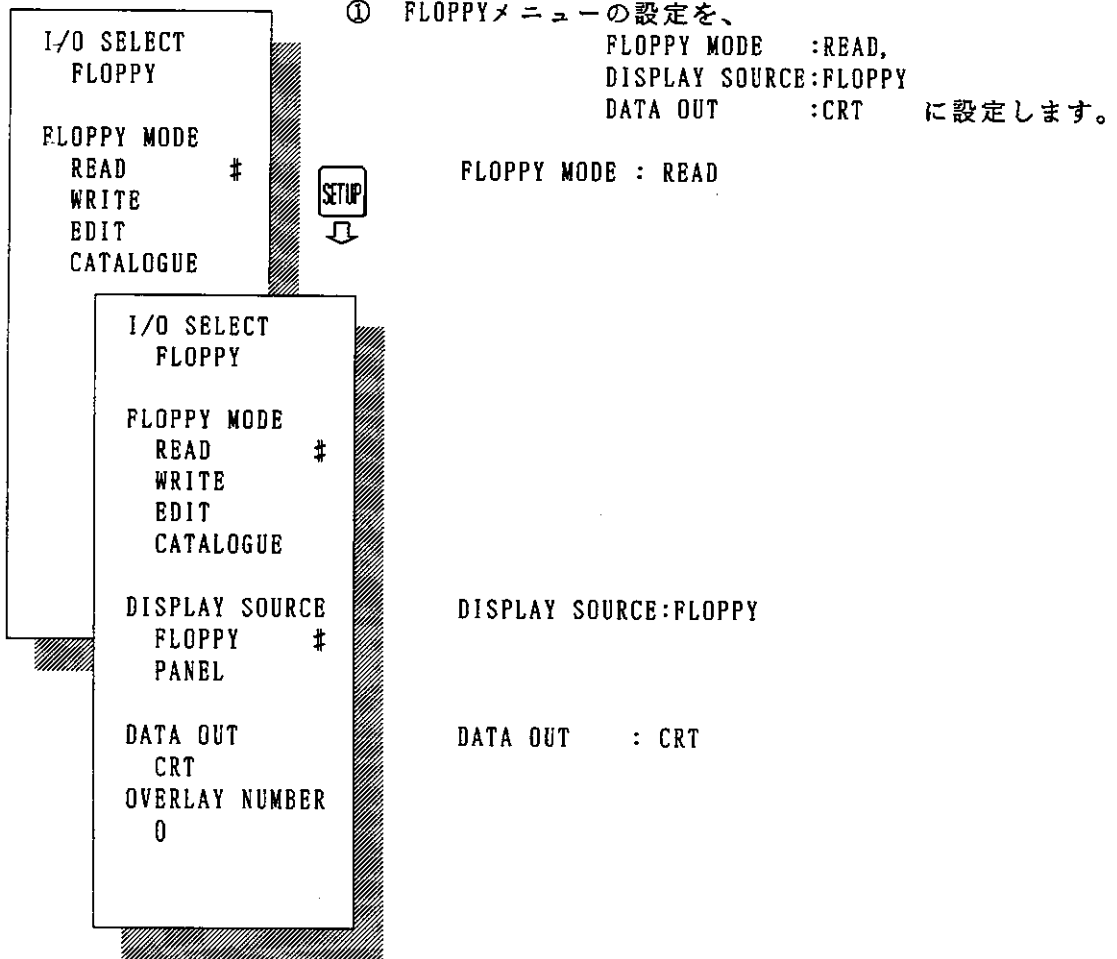 ① FLOPPYメニューの設定を、
FLOPPY MODE :READ,
DISPLAY SOURCE:FLOPPY
DATA OUT :CRT に設定します。
I/O SELECT
FLOPPY
FLOPPY MODE
READ #
WRITE
EDIT
CATALOGUE
SETUP
⇩
FLOPPY MODE : READ
I/O SELECT
FLOPPY
FLOPPY MODE
READ #
WRITE
EDIT
CATALOGUE
DISPLAY SOURCE
FLOPPY #
PANEL
DISPLAY SOURCE:FLOPPY
DATA OUT
CRT
DATA OUT : CRT
OVERLAY NUMBER
0